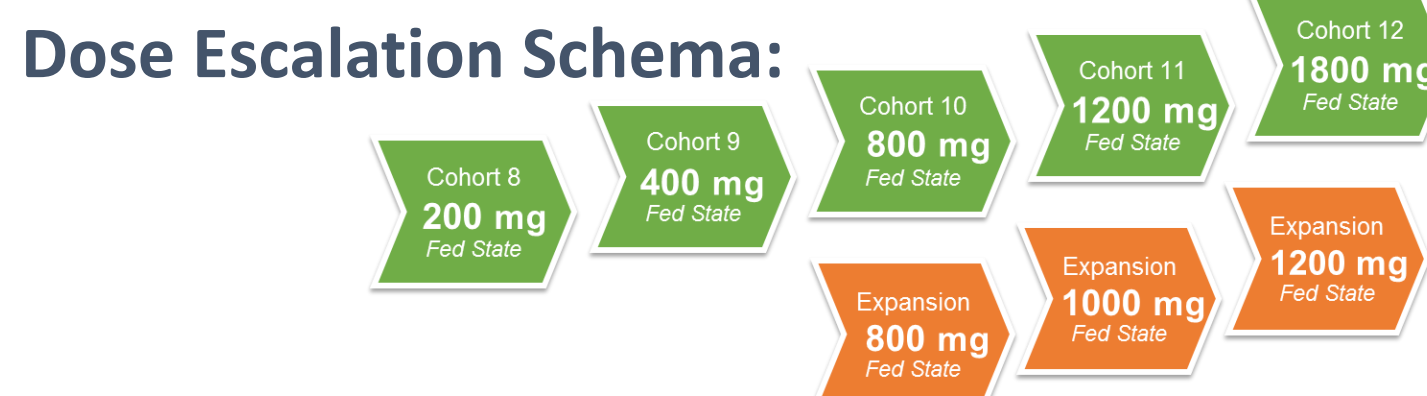 Dose Escalation Schema:
Cohort 8
200 mg
Fed State
Cohort 9
400 mg
Fed State
Cohort 10
800 mg
Fed State
Cohort 11
1200 mg
Fed State
Cohort 12
1800 mg
Fed State
Expansion
800 mg
Fed State
Expansion
1000 mg
Fed State
Expansion
1200 mg
Fed State